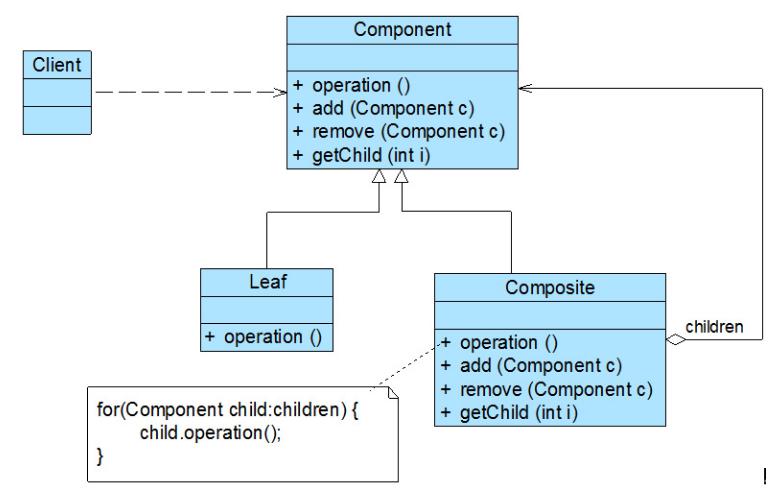 Component
Client
+ operation ()
+ add (Component c)
+ remove (Component c)
+ getChild (int i)
Leaf
+ operation ()
Composite
+ operation ()
+ add (Component c)
+ remove (Component c)
+ getChild (int i)
children
for(Component child:children) {
child.operation();
}
!